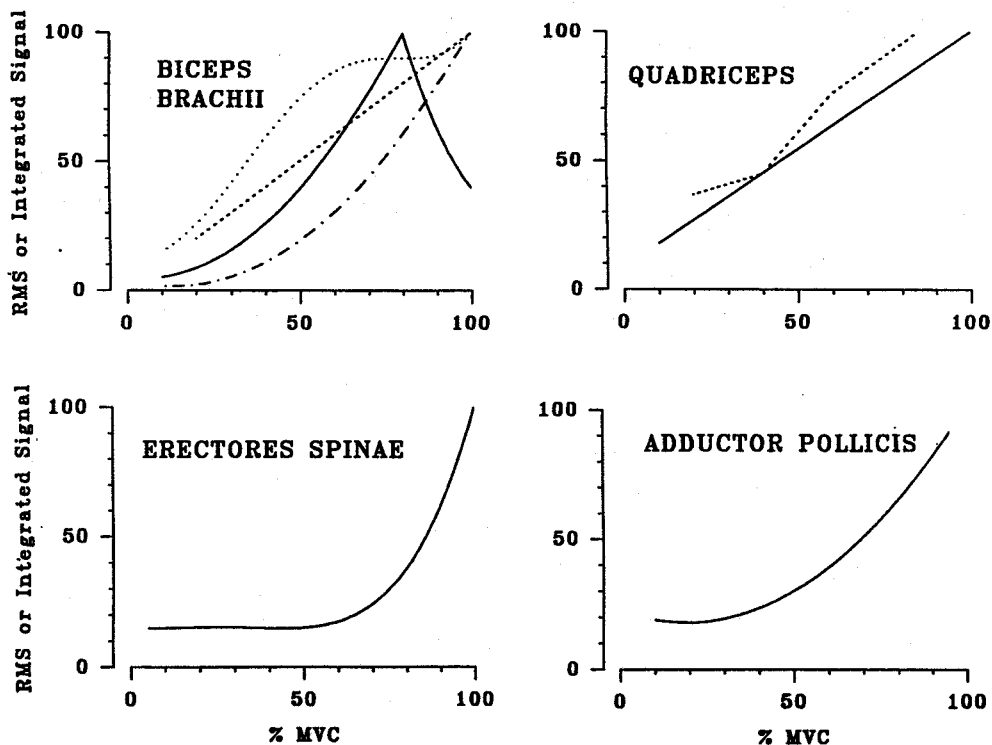 RMS or Integrated Signal
100
50
0
BICEPS
BRACHII
0
50
100
100
50
0
QUADRICEPS
0
50
100
RMS or Integrated Signal
100
50
0
ERECTORES SPINAE
0
50
100
% MVC
100
50
0
ADDUCTOR POLLICIS
0
50
100
% MVC